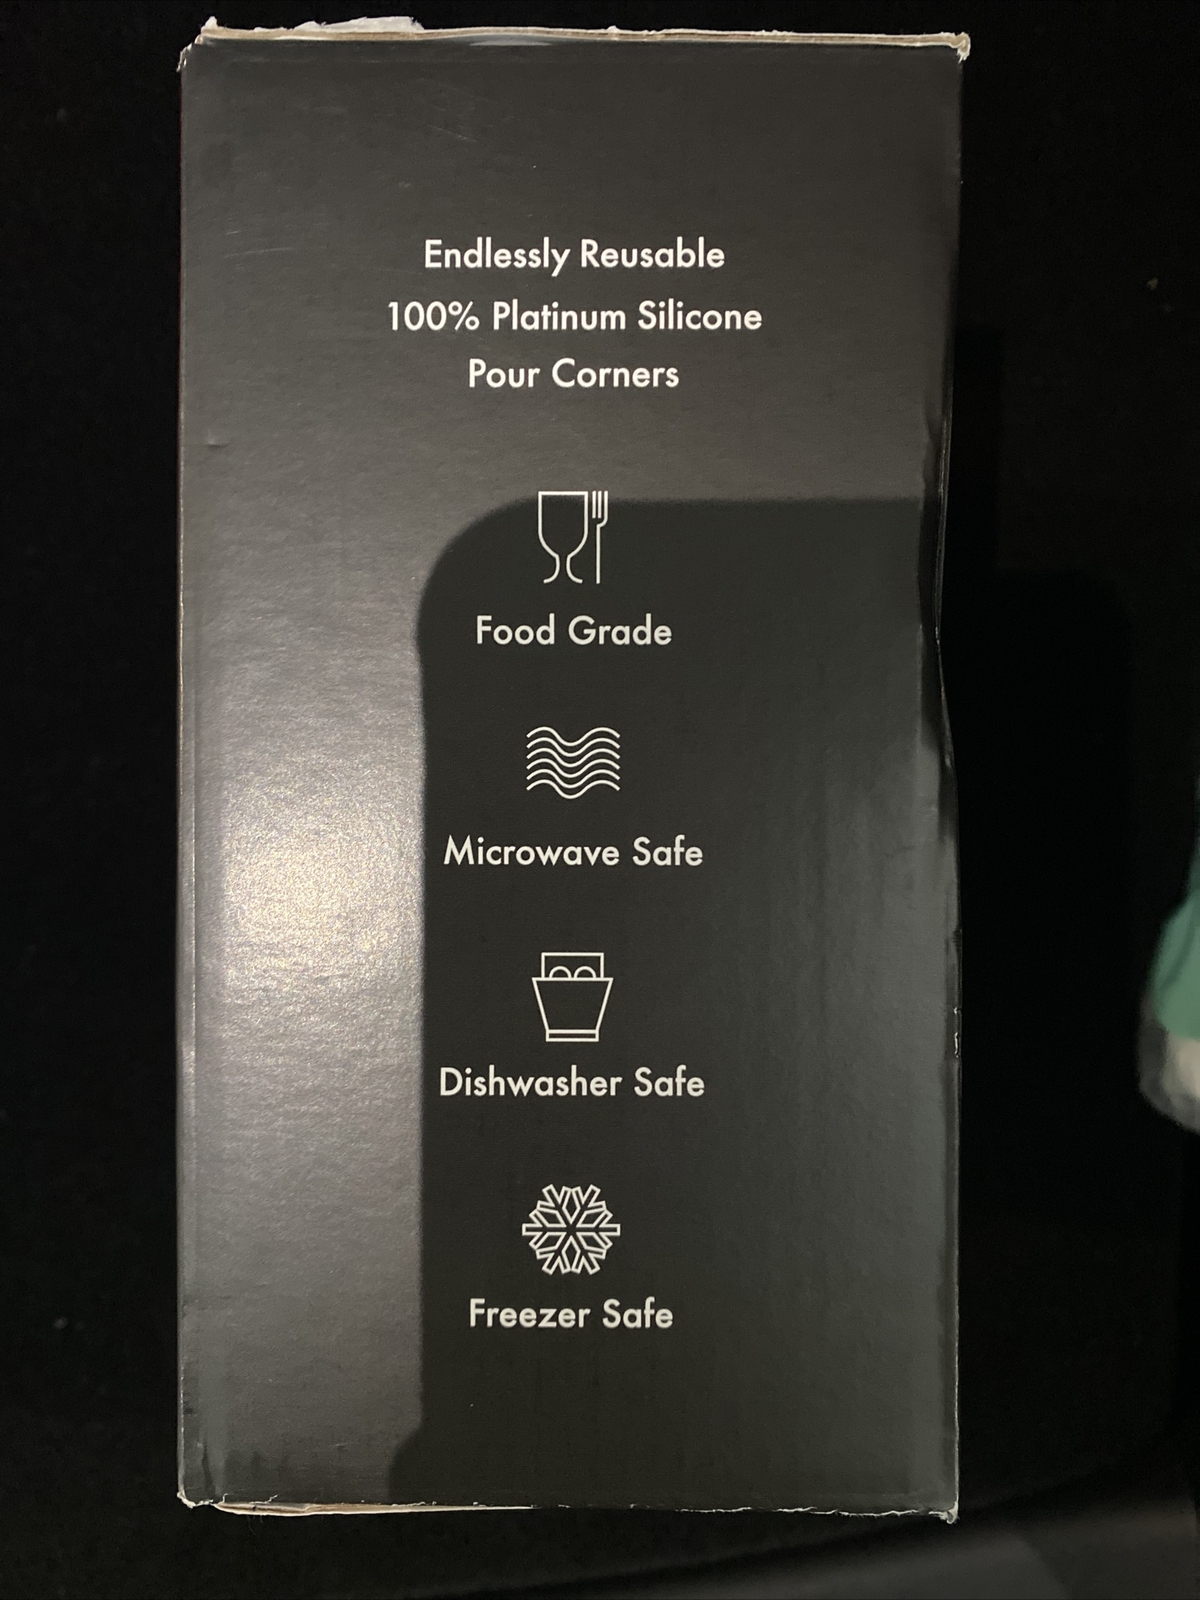 Endlessly Reusable
100% Platinum Silicone
Pour Corners
Food Grade
Microwave Safe
Dishwasher Safe
Freezer Safe